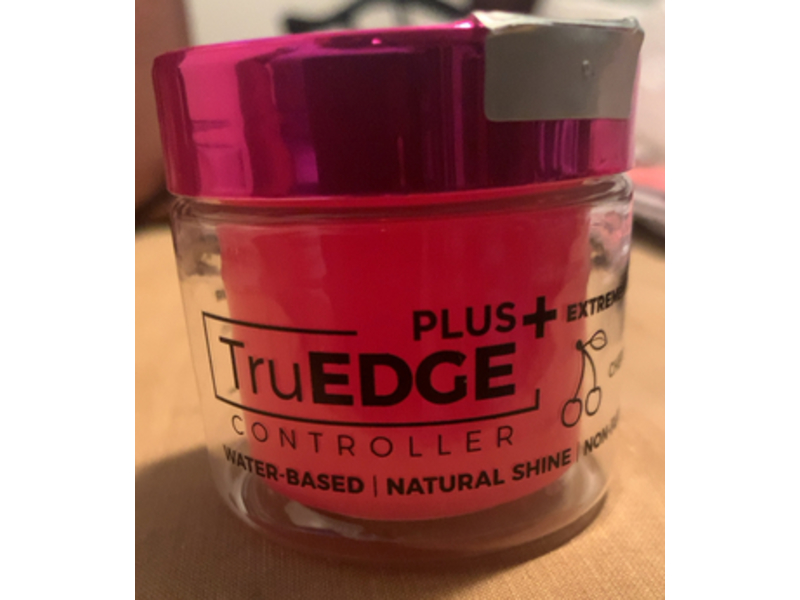 PLUS+ EXTREME
TruEDGE
CONTROLLER
WATER-BASED | NATURAL SHINE |